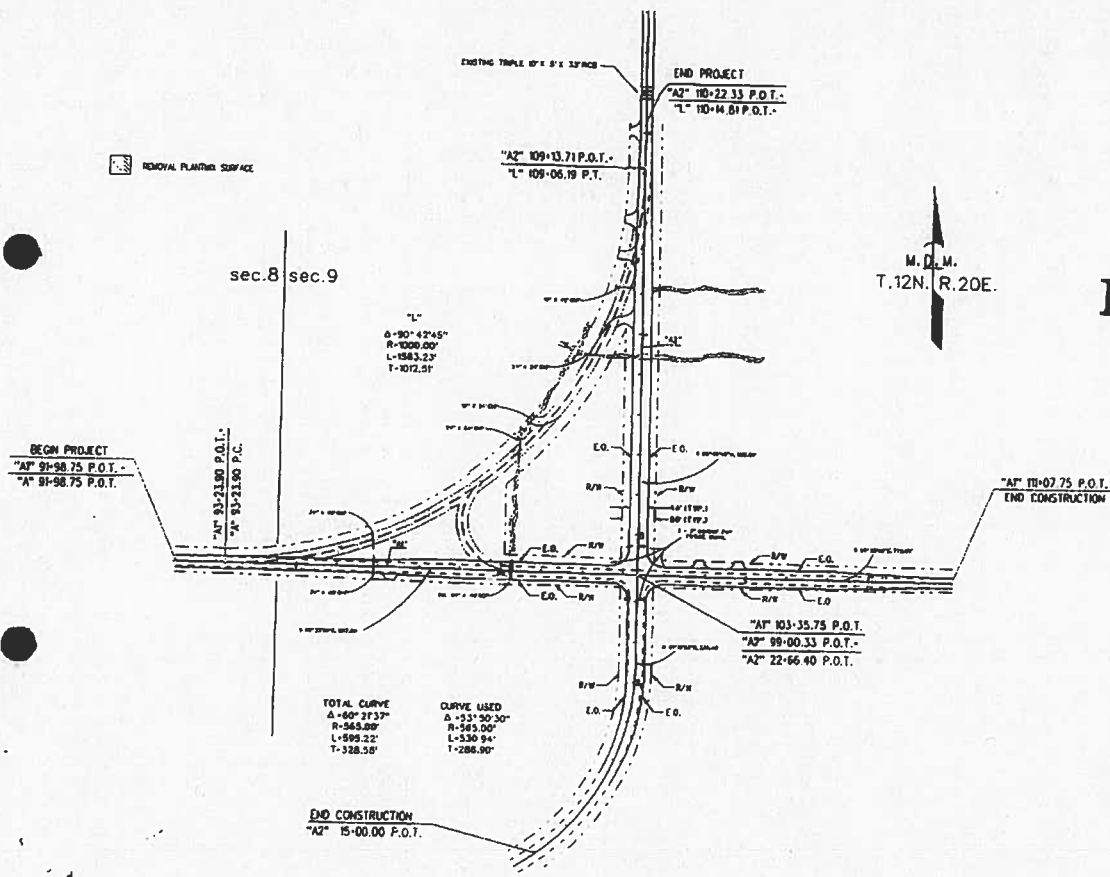 EXISTING TRIPLE 10' X 5' X 33' RCB
END PROJECT
"A2" 110+22.33 P.O.T.=
"L" 110+14.81 P.O.T.=
"A2" 109+13.71 P.O.T.=
"L" 109+06.19 P.T.
REMOVAL PLANTMIX SURFACE
M.D.M.
T.12N. R.20E.
sec.8
sec.9
"L"
Δ=90°42'45"
R=1000.00'
L=1583.23'
T=1012.51'
BEGIN PROJECT
"A1" 91+98.75 P.O.T.=
"A" 91+98.75 P.O.T.
"A1" 93+23.90 P.O.T.=
"A" 93+23.90 P.C.
E.O.
E.O.
R/W
R/W
"A1" 111+07.75 P.O.T.
END CONSTRUCTION
E.O.
R/W
R/W
E.O.
E.O.
R/W
R/W
E.O
"A1" 103+35.75 P.O.T.
"A2" 99+00.33 P.O.T.=
"A2" 22+66.40 P.O.T.
R/W
R/W
E.O.
E.O.
TOTAL CURVE
Δ=60°21'37"
R=565.00'
L=595.22'
T=328.58'
CURVE USED
Δ=53°50'30"
R=565.00'
L=530.94'
T=286.90'
END CONSTRUCTION
"A2" 15+00.00 P.O.T.